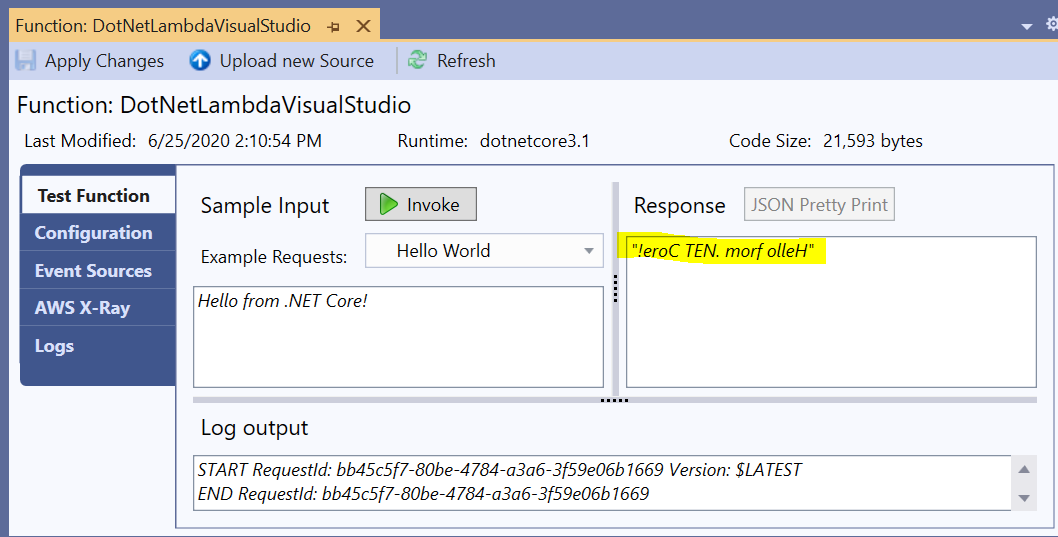 Function: DotNetLambdaVisualStudio
Apply Changes Upload new Source Refresh
Function: DotNetLambdaVisualStudio
Last Modified: 6/25/2020 2:10:54 PM Runtime: dotnetcore3.1 Code Size: 21,593 bytes
Test Function
Configuration
Event Sources
AWS X-Ray
Logs
Sample Input Invoke
Example Requests: Hello World
Hello from .NET Core!
Response JSON Pretty Print
"!eroC TEN. morf olleH"
Log output
START RequestId: bb45c5f7-80be-4784-a3a6-3f59e06b1669 Version: $LATEST
END RequestId: bb45c5f7-80be-4784-a3a6-3f59e06b1669